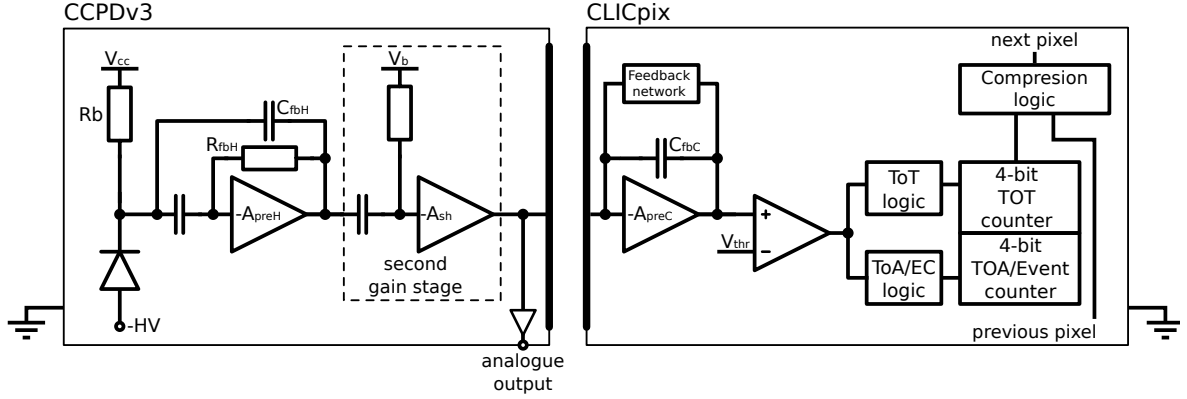 CCPDv3
Vcc
Rb
CfbH
RfbH
-ApreH
-HV
Vb
-Ash
second
gain stage
analogue
output
CLICpix
Feedback
network
CfbC
-ApreC
Vthr
+
−
ToT
logic
ToA/EC
logic
next pixel
Compresion
logic
4-bit
TOT
counter
4-bit
TOA/Event
counter
previous pixel